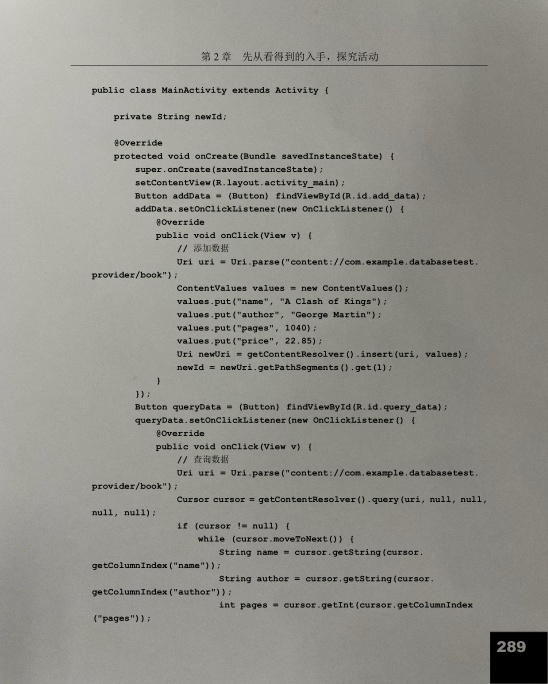 第 2 章 先从看得到的入手，探究活动
public class MainActivity extends Activity {
private String newId;
@Override
protected void onCreate(Bundle savedInstanceState) {
super.onCreate(savedInstanceState);
setContentView(R.layout.activity_main);
Button addData = (Button) findViewById(R.id.add_data);
addData.setOnClickListener(new OnClickListener() {
@Override
public void onClick(View v) {
// 添加数据
Uri uri = Uri.parse("content://com.example.databasetest.
provider/book");
ContentValues values = new ContentValues();
values.put("name", "A Clash of Kings");
values.put("author", "George Martin");
values.put("pages", 1040);
values.put("price", 22.85);
Uri newUri = getContentResolver().insert(uri, values);
newId = newUri.getPathSegments().get(1);
}
});
Button queryData = (Button) findViewById(R.id.query_data);
queryData.setOnClickListener(new OnClickListener() {
@Override
public void onClick(View v) {
// 查询数据
Uri uri = Uri.parse("content://com.example.databasetest.
provider/book");
Cursor cursor = getContentResolver().query(uri, null, null,
null, null);
if (cursor != null) {
while (cursor.moveToNext()) {
String name = cursor.getString(cursor.
getColumnIndex("name"));
String author = cursor.getString(cursor.
getColumnIndex("author"));
int pages = cursor.getInt(cursor.getColumnIndex
("pages"));
289